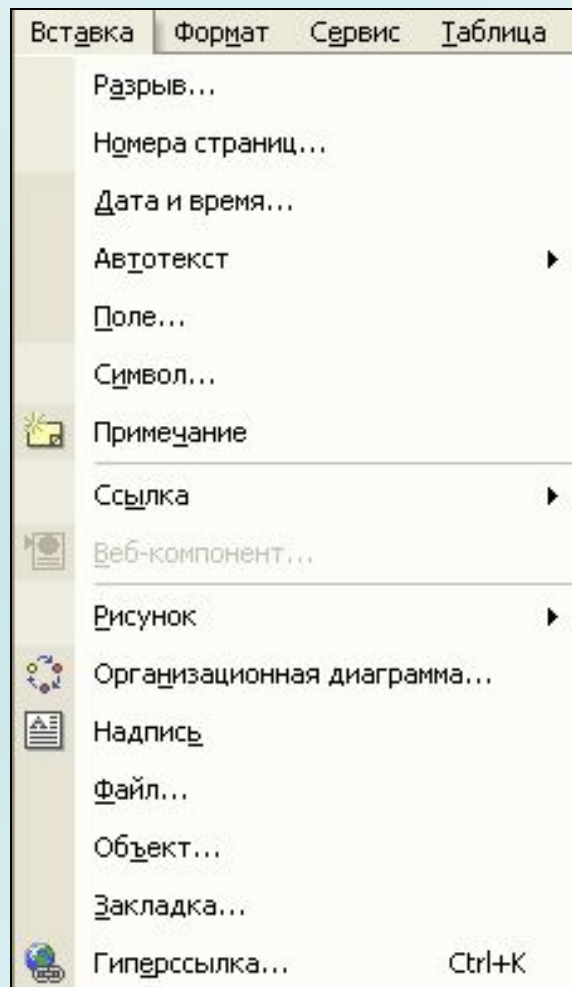 Вставка Формат Сервис Таблица
Разрыв...
Номера страниц...
Дата и время...
Автотекст
Поле...
Символ...
Примечание
Ссылка
Веб-компонент...
Рисунок
Организационная диаграмма...
Надпись
Файл...
Объект...
Закладка...
Гиперссылка... Ctrl+K